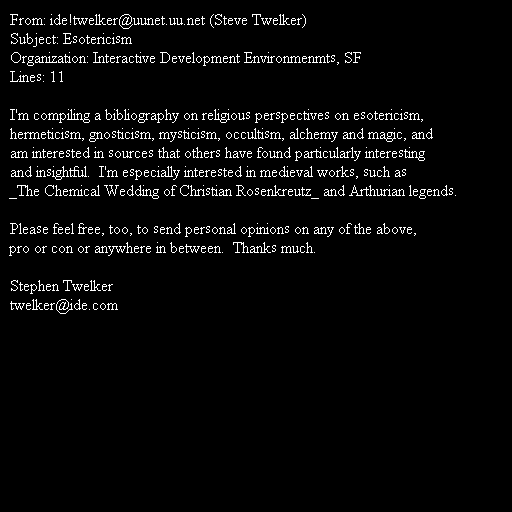 From: ide!twelker@uunet.uu.net (Steve Twelker)
Subject: Esotericism
Organization: Interactive Development Environmenmts, SF
Lines: 11

I'm compiling a bibliography on religious perspectives on esotericism,
hermeticism, gnosticism, mysticism, occultism, alchemy and magic, and
am interested in sources that others have found particularly interesting
and insightful.  I'm especially interested in medieval works, such as
_The Chemical Wedding of Christian Rosenkreutz_ and Arthurian legends.

Please feel free, too, to send personal opinions on any of the above,
pro or con or anywhere in between.  Thanks much.

Stephen Twelker
twelker@ide.com